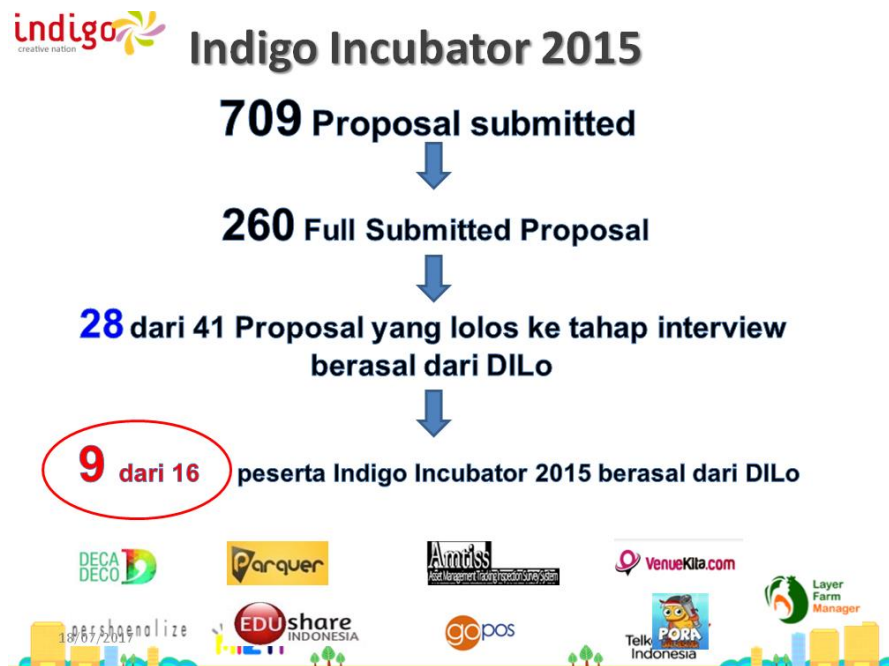 indigo
creative nation
Indigo Incubator 2015
709 Proposal submitted
260 Full Submitted Proposal
28 dari 41 Proposal yang lolos ke tahap interview
berasal dari DILo
9 dari 16 peserta Indigo Incubator 2015 berasal dari DILo
DECA
DECO
Parquer
Amtiss
Asset Management Tracking Inspection Survey System
VenueKita.com
Layer
Farm
Manager
pershoenalize
18/07/2017
EDUshare
INDONESIA
gopos
PORA
Indonesia